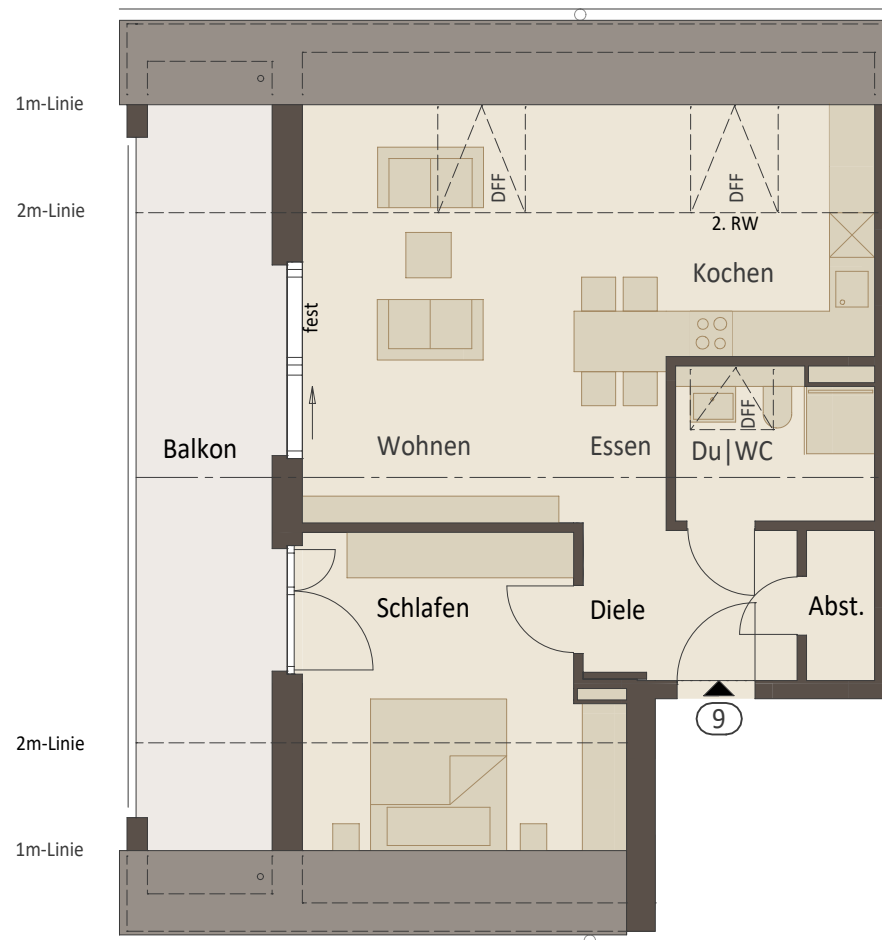 1m-Linie
2m-Linie
DFF
DFF
2. RW
Kochen
fest
Balkon
Wohnen
Essen
DFF
Du|WC
Schlafen
Diele
Abst.
9
2m-Linie
1m-Linie